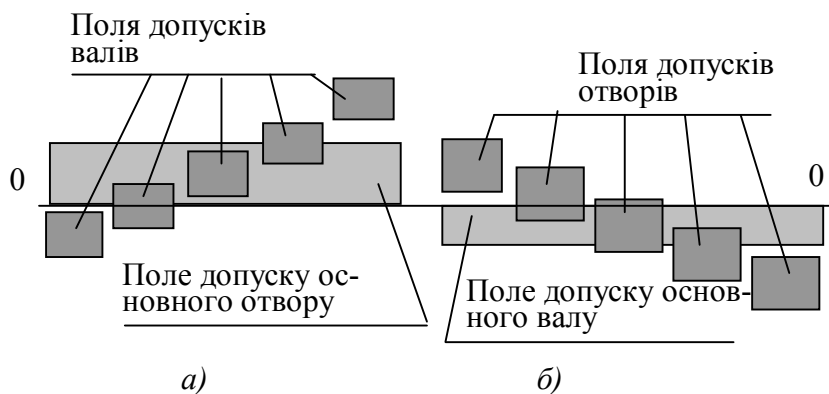 Поля допусків
валів
Поля допусків
отворів
0
0
Поле допуску ос-
новного отвору
Поле допуску основ-
ного валу
а)
б)